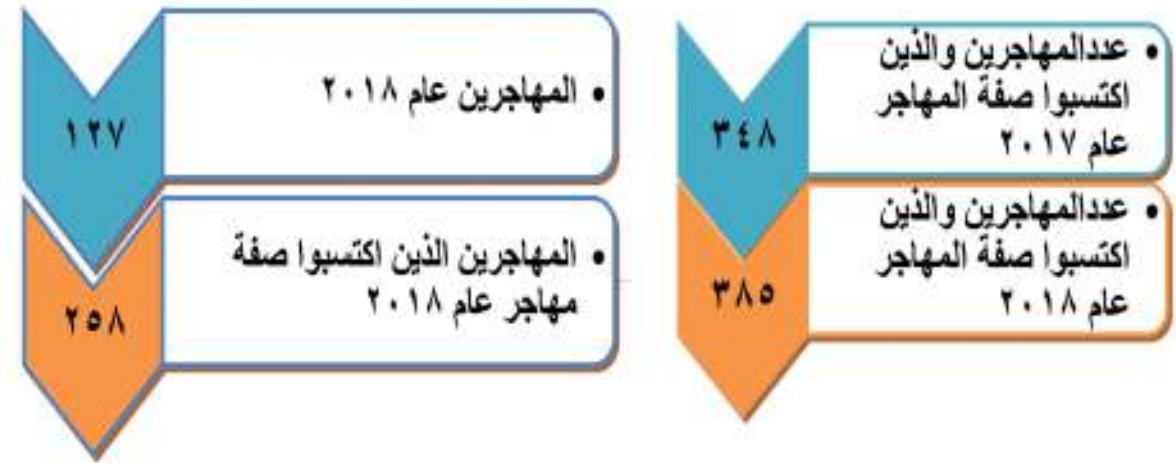 • عددالمهاجرين والذين
اكتسبوا صفة المهاجر
عام ٢٠١٧
٣٤٨
• عددالمهاجرين والذين
اكتسبوا صفة المهاجر
عام ٢٠١٨
٣٨٥
• المهاجرين عام ٢٠١٨
١٢٧
• المهاجرين الذين اكتسبوا صفة
مهاجر عام ٢٠١٨
٢٥٨